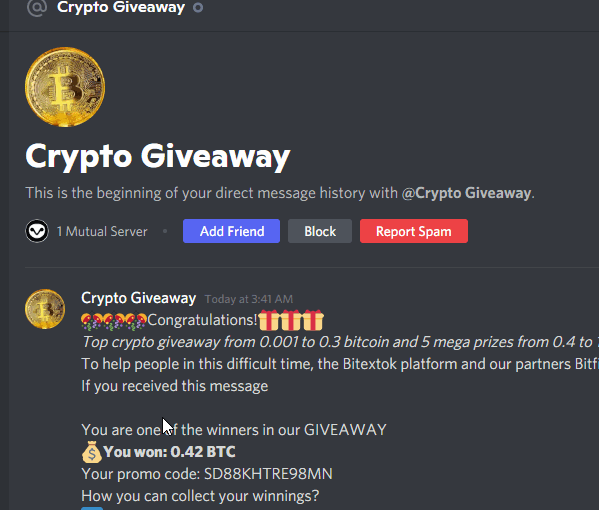 Crypto Giveaway
Crypto Giveaway
This is the beginning of your direct message history with @Crypto Giveaway.
1 Mutual Server Add Friend Block Report Spam
Crypto Giveaway Today at 3:41 AM
Congratulations!
Top crypto giveaway from 0.001 to 0.3 bitcoin and 5 mega prizes from 0.4 to
To help people in this difficult time, the Bitextok platform and our partners
If you received this message
You are one of the winners in our GIVEAWAY
You won: 0.42 BTC
Your promo code: SD88KHTRE98MN
How you can collect your winnings?